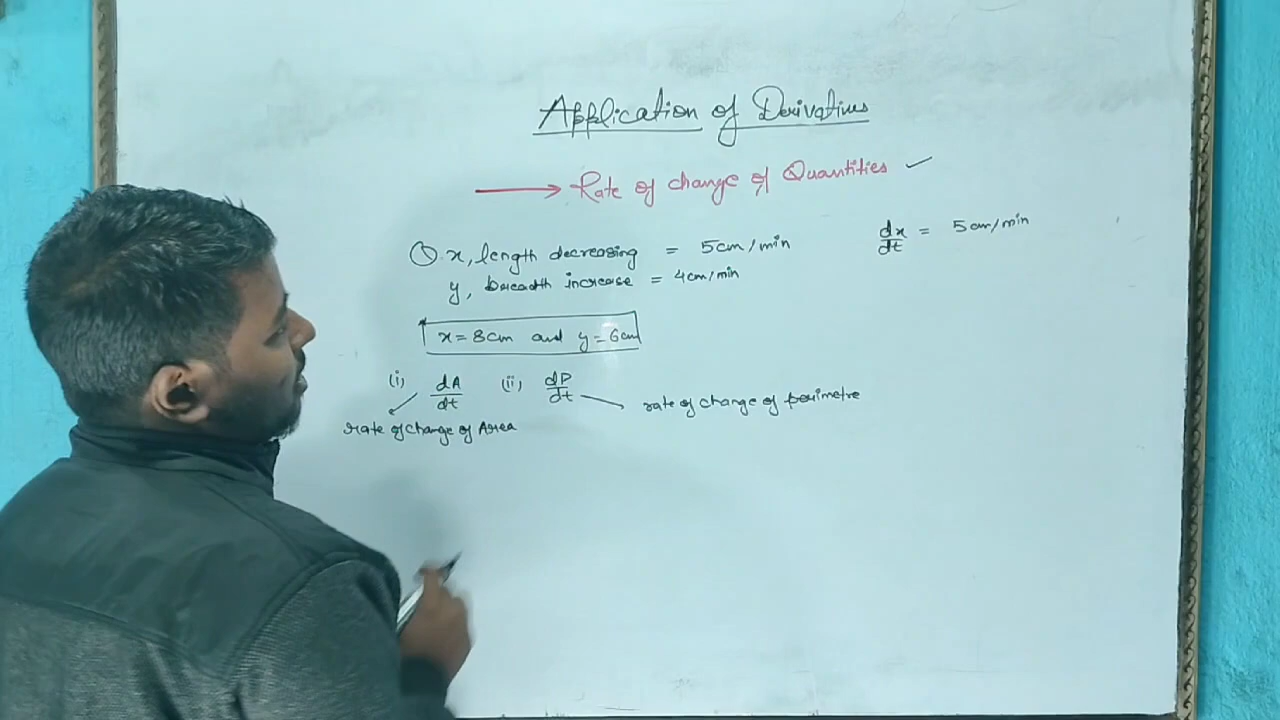 Application of Derivatives
Rate of change of Quantities ✓
① x, length decreasing = 5cm/min
dx/dt = 5cm/min
y, breadth increase = 4cm/min
x=8cm and y=6cm
(i) dA/dt (ii) dP/dt
rate of change of perimetre
rate of change of Area